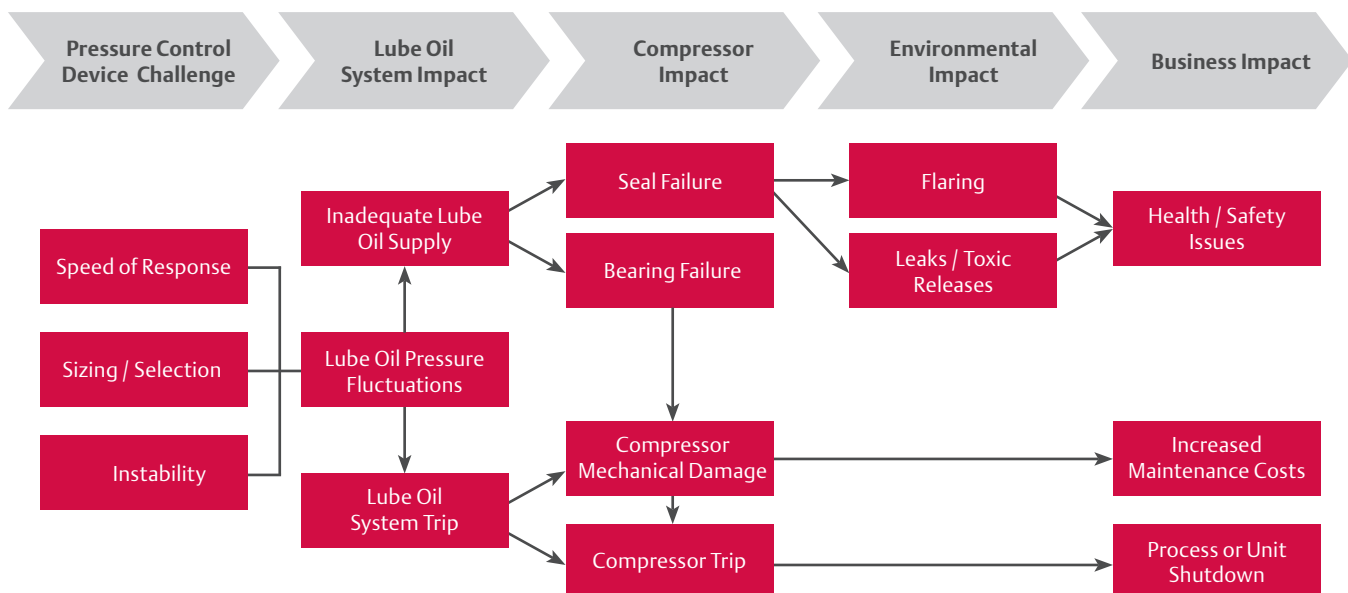 Pressure Control
Device Challenge
Lube Oil
System Impact
Compressor
Impact
Environmental
Impact
Business Impact
Speed of Response
Sizing / Selection
Instability
Inadequate Lube
Oil Supply
Lube Oil Pressure
Fluctuations
Lube Oil
System Trip
Seal Failure
Bearing Failure
Compressor
Mechanical Damage
Compressor Trip
Flaring
Leaks / Toxic
Releases
Health / Safety
Issues
Increased
Maintenance Costs
Process or Unit
Shutdown